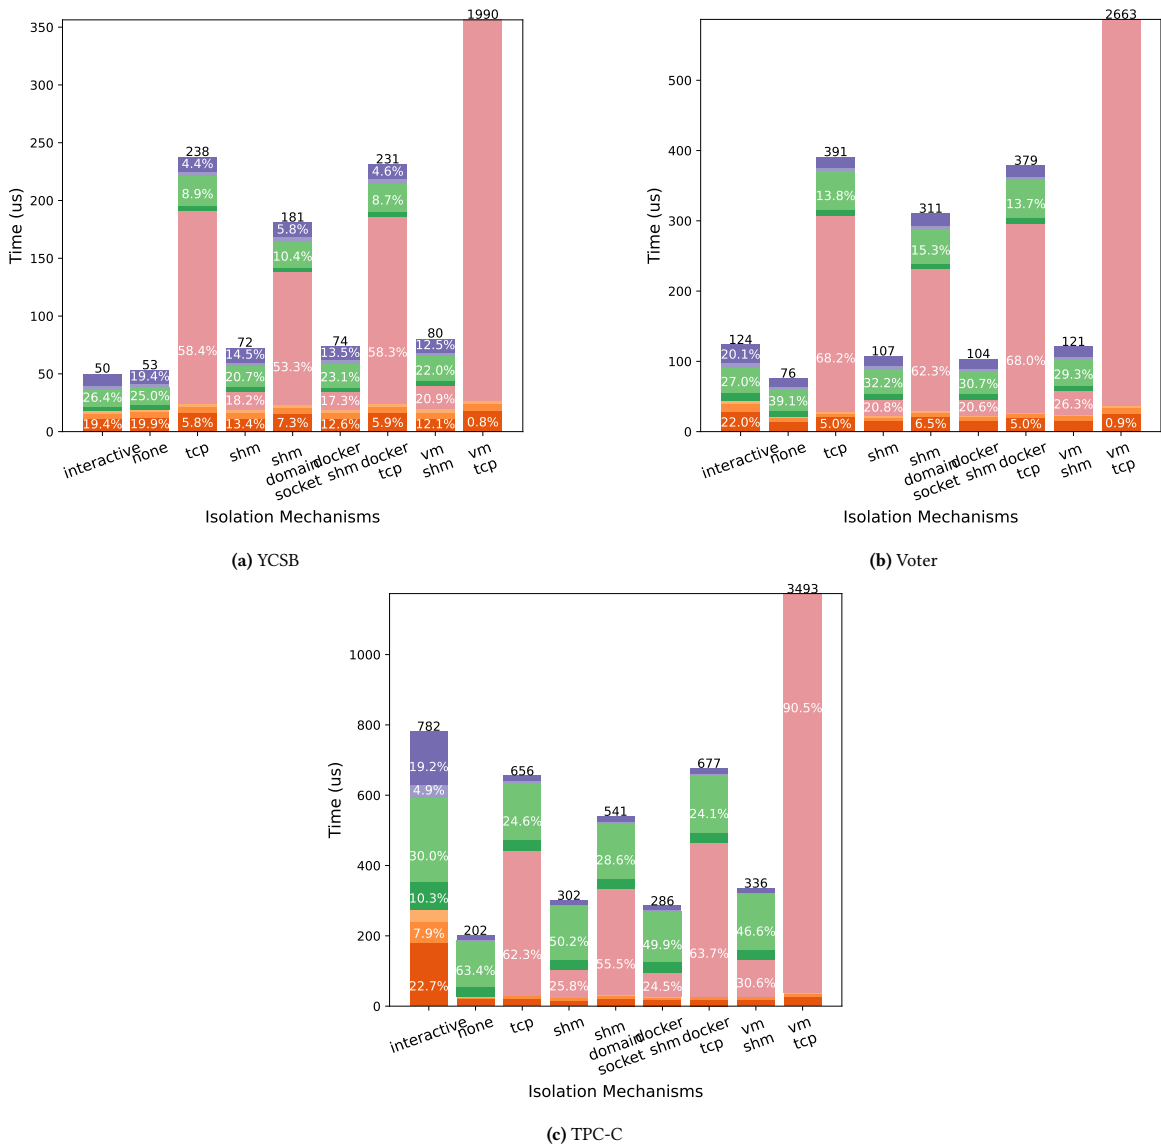 1990
350
300
250
200
150
100
50
0
Time (us)
238
4.4%
8.9%
58.4%
5.8%
181
5.8%
10.4%
53.3%
7.3%
231
4.6%
8.7%
58.3%
5.9%
50
26.4%
19.4%
53
19.4%
25.0%
19.9%
72
14.5%
20.7%
18.2%
13.4%
74
13.5%
23.1%
17.3%
12.6%
80
12.5%
22.0%
20.9%
12.1%
0.8%
interactive
none
tcp
shm
shm
domain
socket
docker
shm
docker
tcp
vm
shm
vm
tcp
Isolation Mechanisms
(a) YCSB
2663
500
400
300
200
100
0
Time (us)
124
20.1%
27.0%
22.0%
76
39.1%
391
13.8%
68.2%
5.0%
107
32.2%
20.8%
311
15.3%
62.3%
6.5%
104
30.7%
20.6%
379
13.7%
68.0%
5.0%
121
29.3%
26.3%
0.9%
interactive
none
tcp
shm
shm
domain
socket
docker
shm
docker
tcp
vm
shm
vm
tcp
Isolation Mechanisms
(b) Voter
3493
1000
800
600
400
200
0
Time (us)
782
19.2%
4.9%
30.0%
10.3%
7.9%
22.7%
202
63.4%
656
24.6%
62.3%
302
50.2%
25.8%
541
28.6%
55.5%
286
49.9%
24.5%
677
24.1%
63.7%
336
46.6%
30.6%
90.5%
interactive
none
tcp
shm
shm
domain
socket
docker
shm
docker
tcp
vm
shm
vm
tcp
Isolation Mechanisms
(c) TPC-C